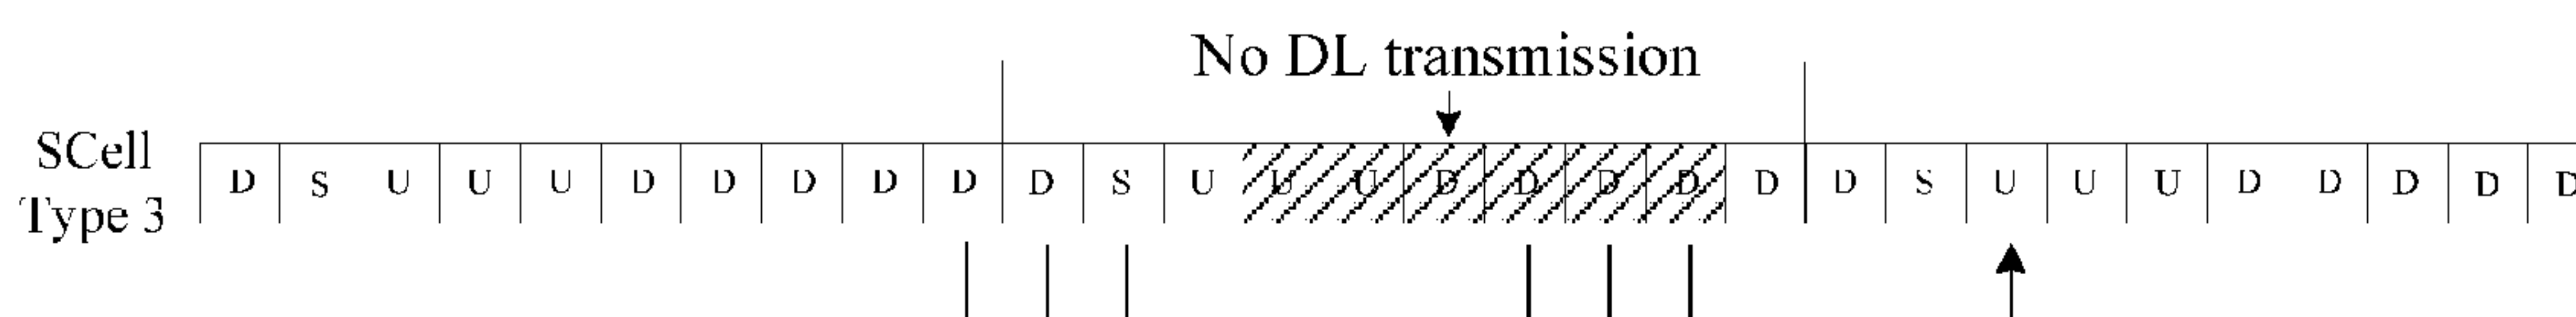 No DL transmission
SCell
Type 3
D S U U U D D D D D D S U U U D D D D D D S U U U D D D D D